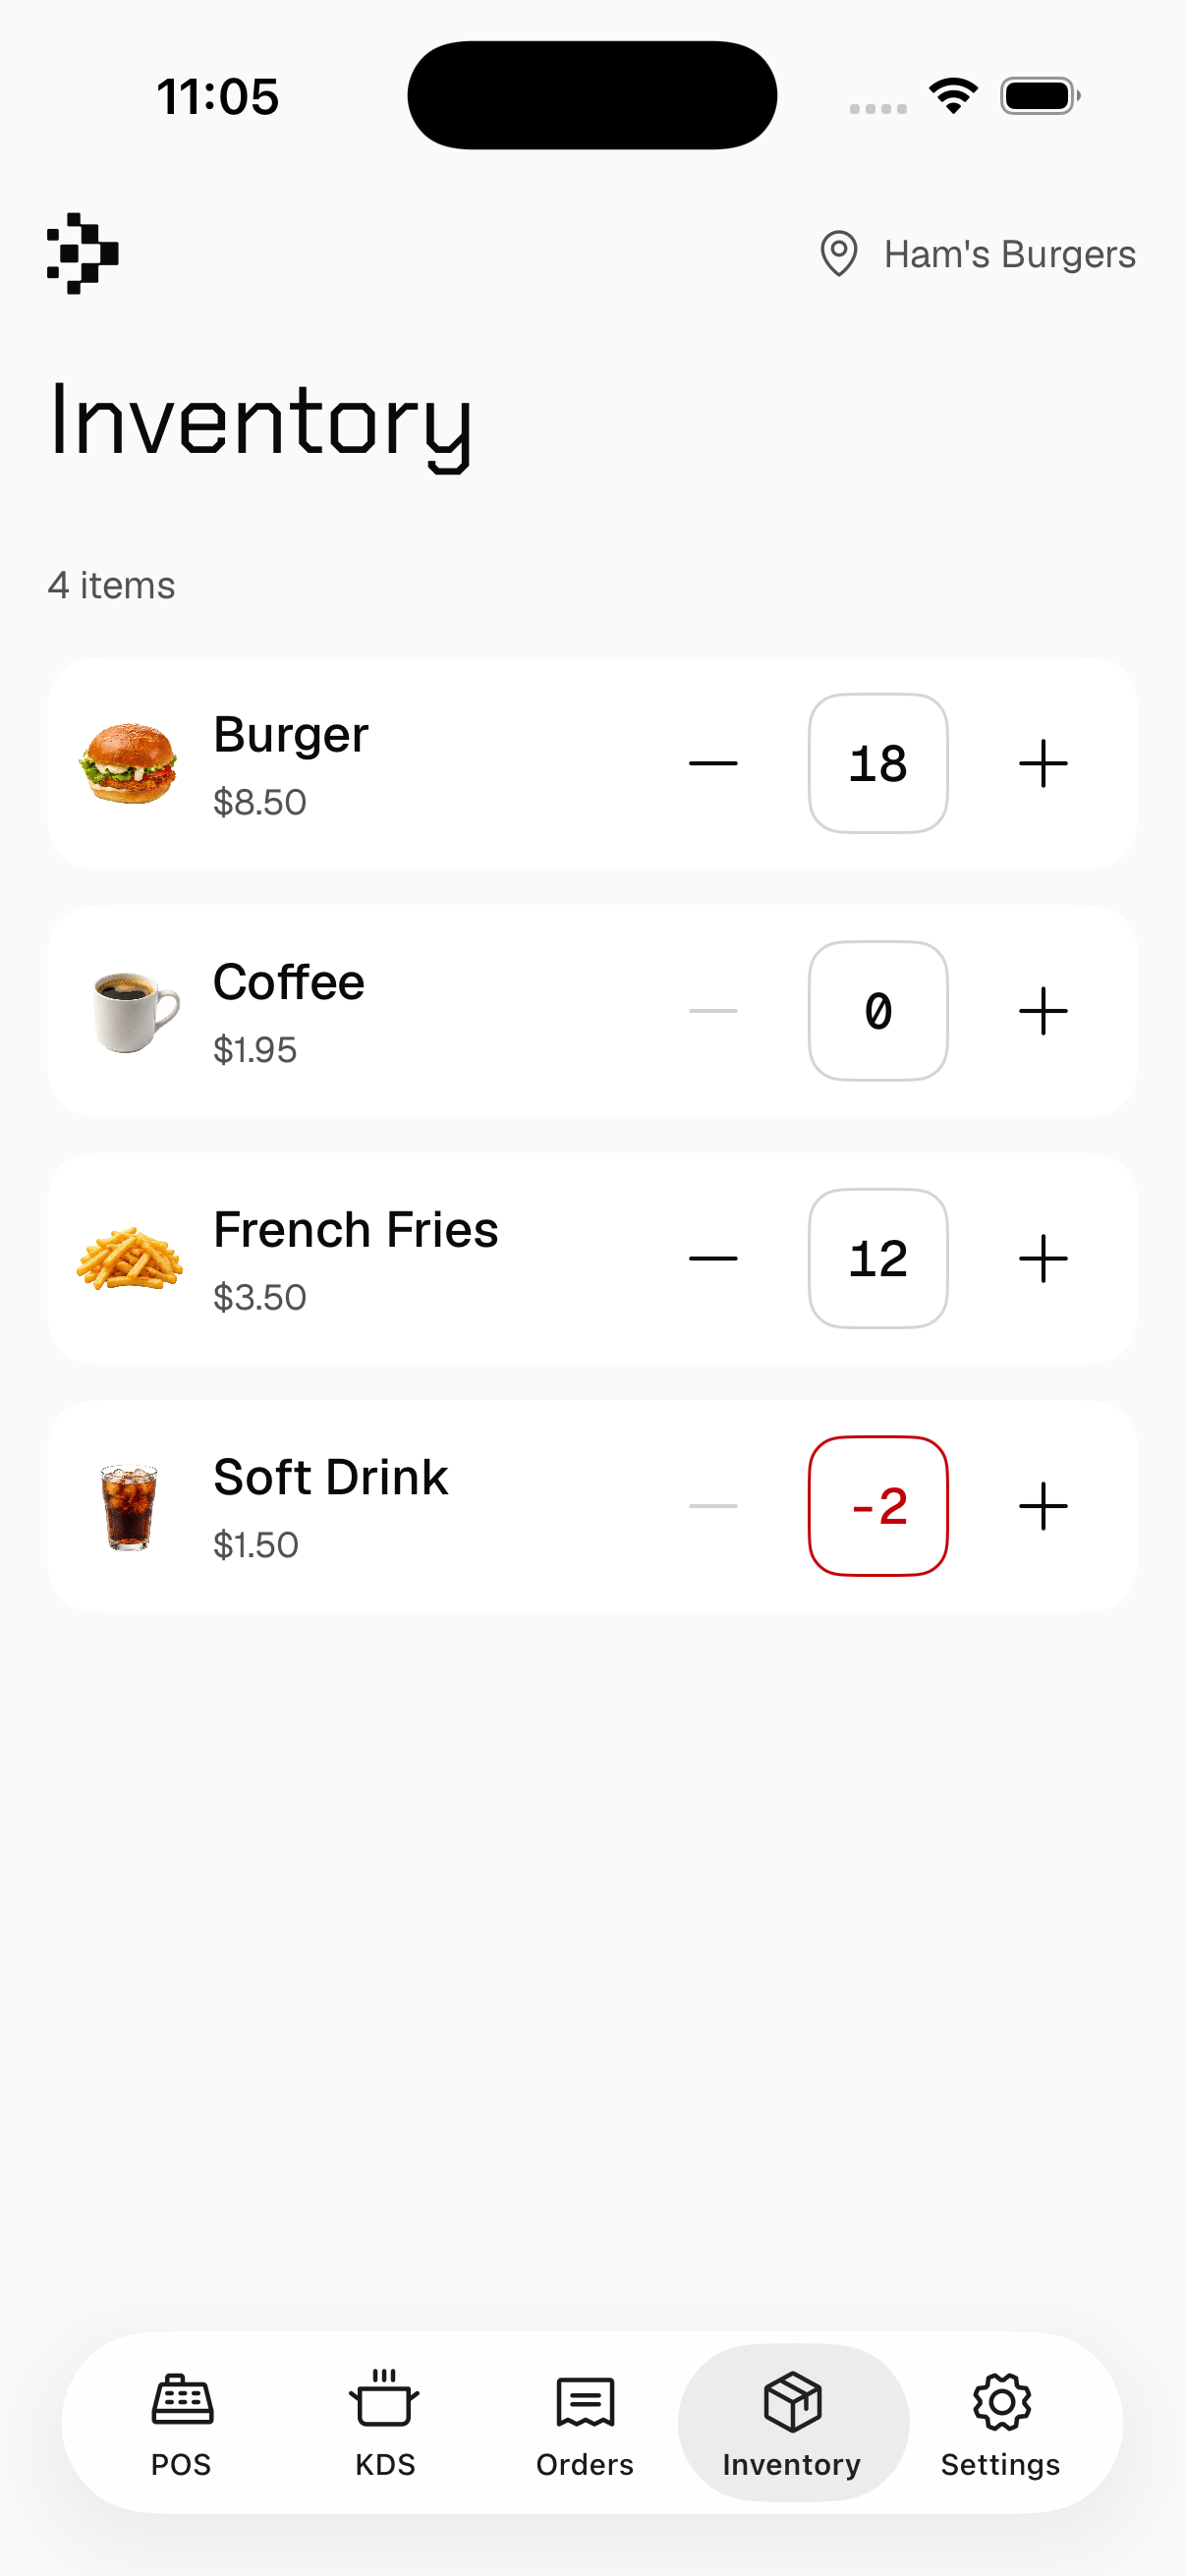 11:05
Ham's Burgers
Inventory
4 items
Burger
$8.50
18
Coffee
$1.95
0
French Fries
$3.50
12
Soft Drink
$1.50
-2
POS
KDS
Orders
Inventory
Settings